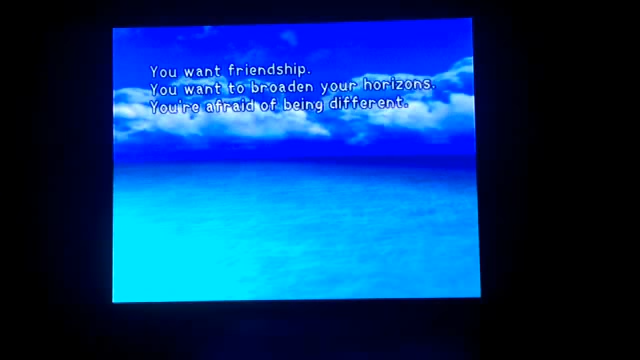 You want friendship.
You want to broaden your horizons.
You're afraid of being different.